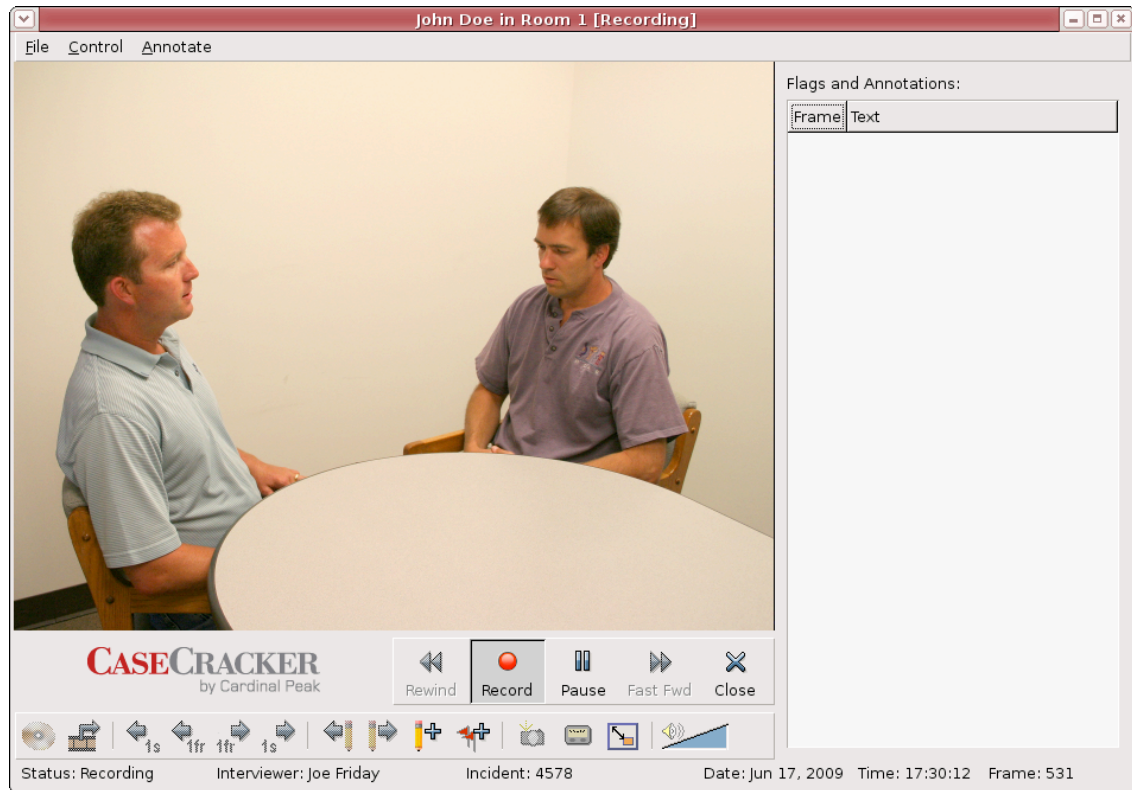 John Doe in Room 1 [Recording]
File Control Annotate
Flags and Annotations:
Frame Text
CASECRACKER
by Cardinal Peak
Rewind Record Pause Fast Fwd Close
1s 1fr 1fr 1s
Status: Recording Interviewer: Joe Friday Incident: 4578 Date: Jun 17, 2009 Time: 17:30:12 Frame: 531